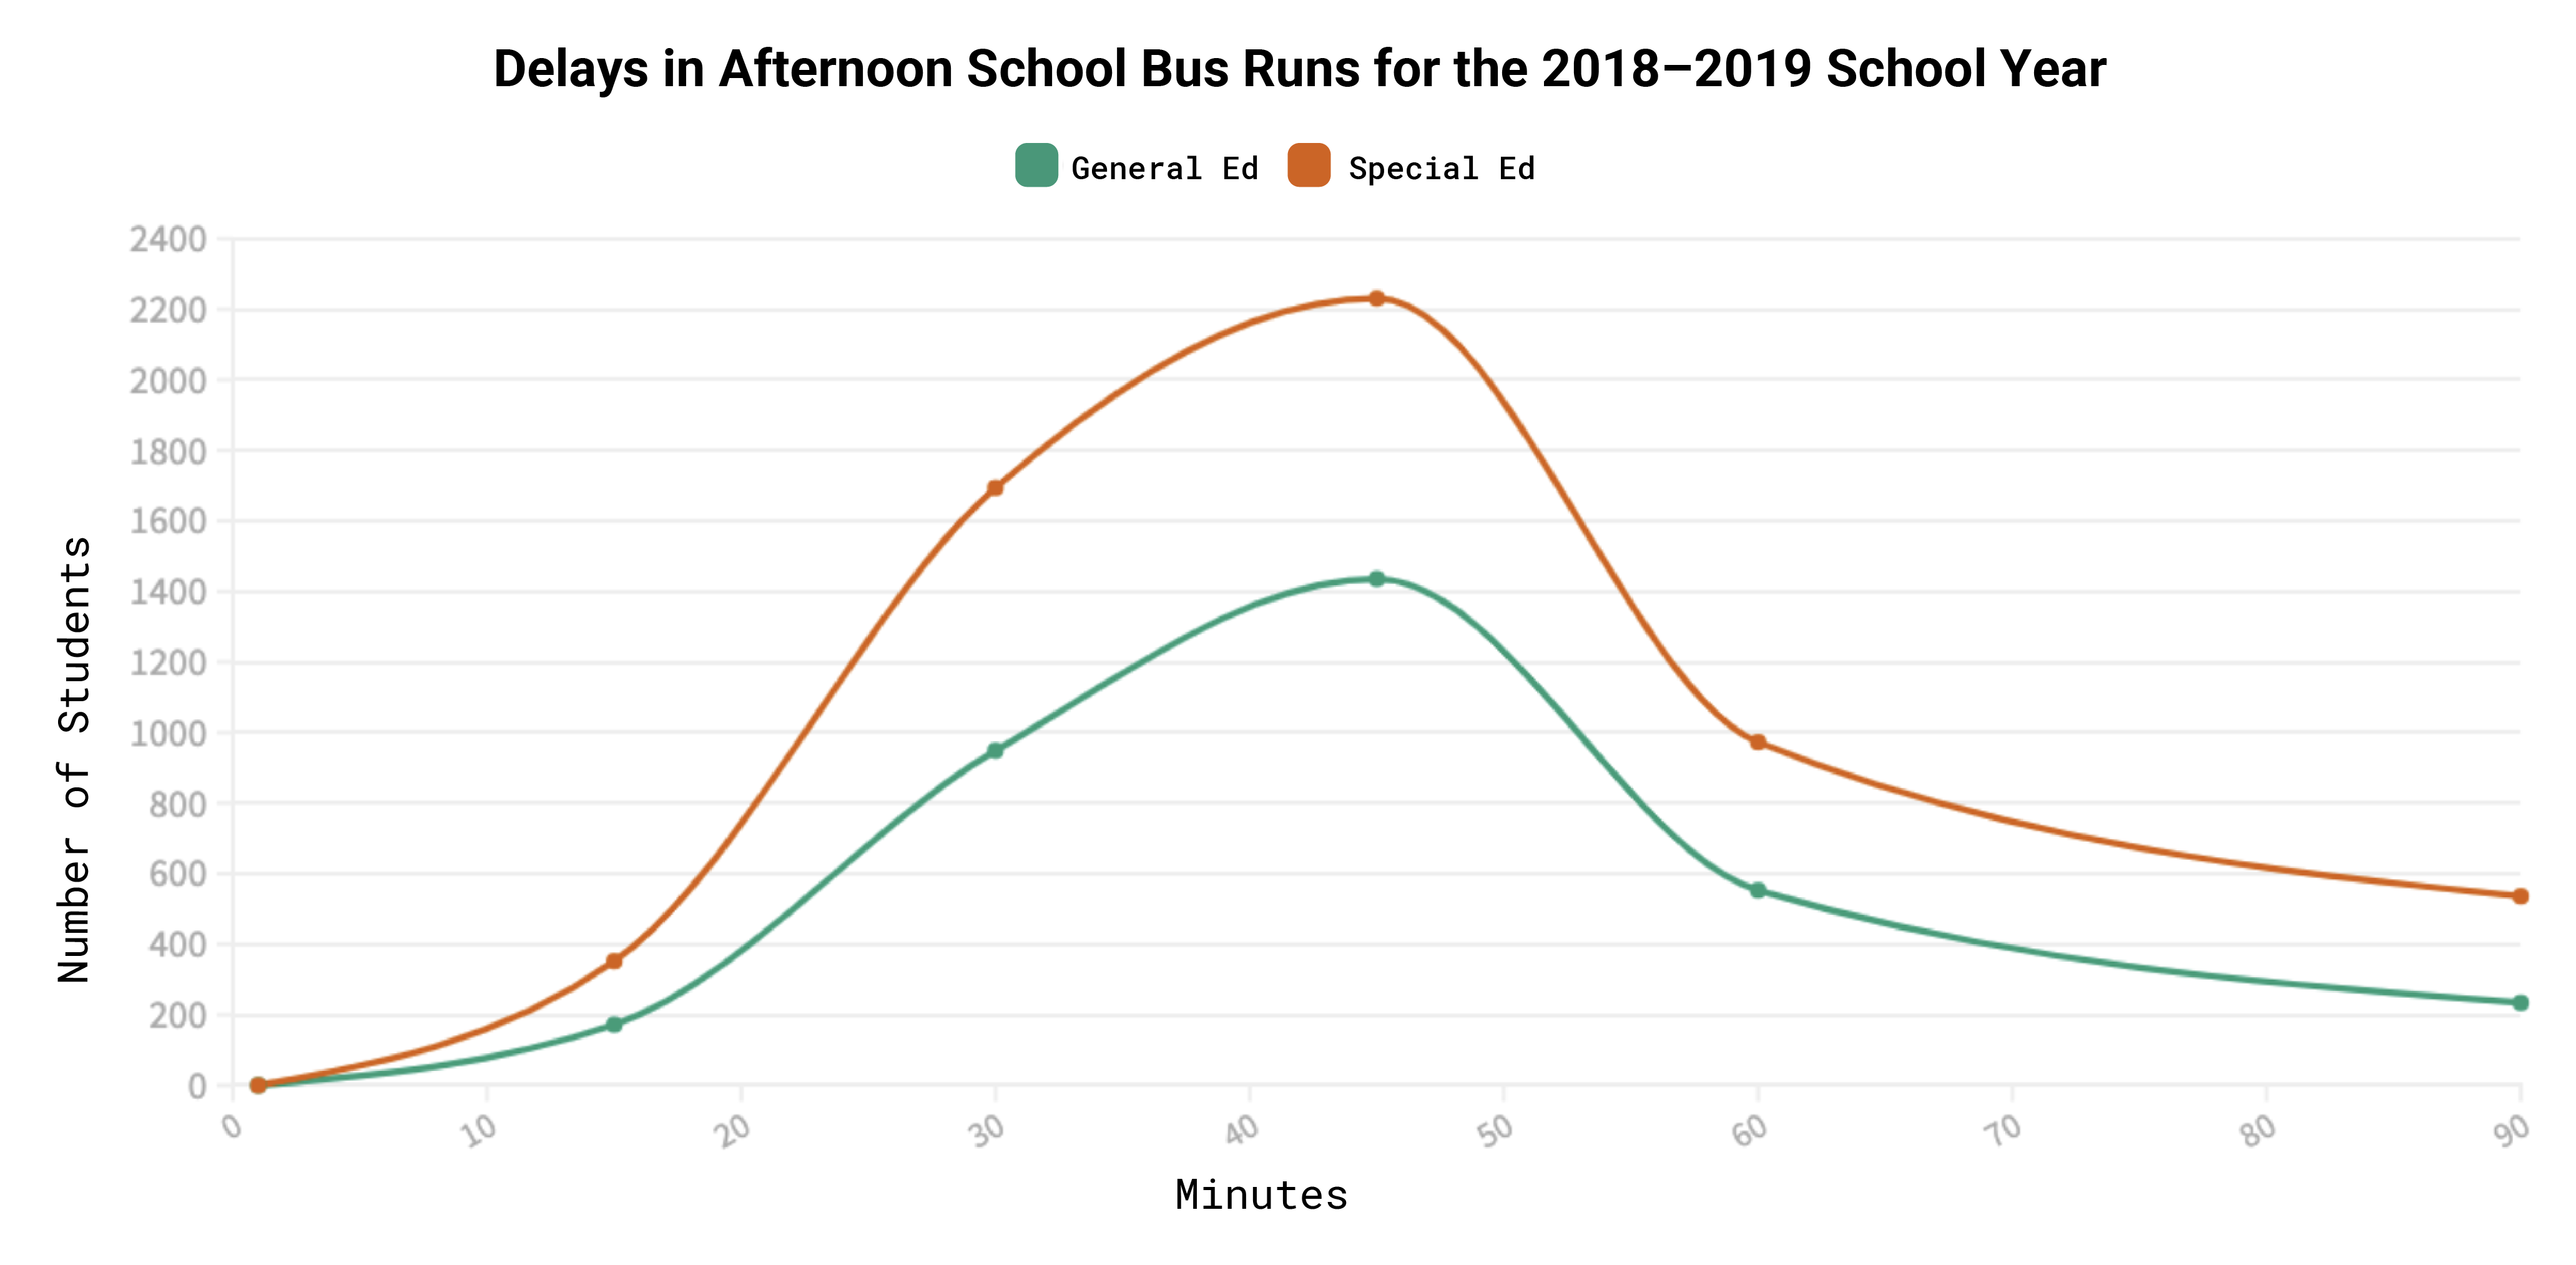 Delays in Afternoon School Bus Runs for the 2018–2019 School Year
General Ed Special Ed
2400
2200
2000
1800
1600
1400
1200
1000
800
600
400
200
0
Number of Students
0 10 20 30 40 50 60 70 80 90
Minutes